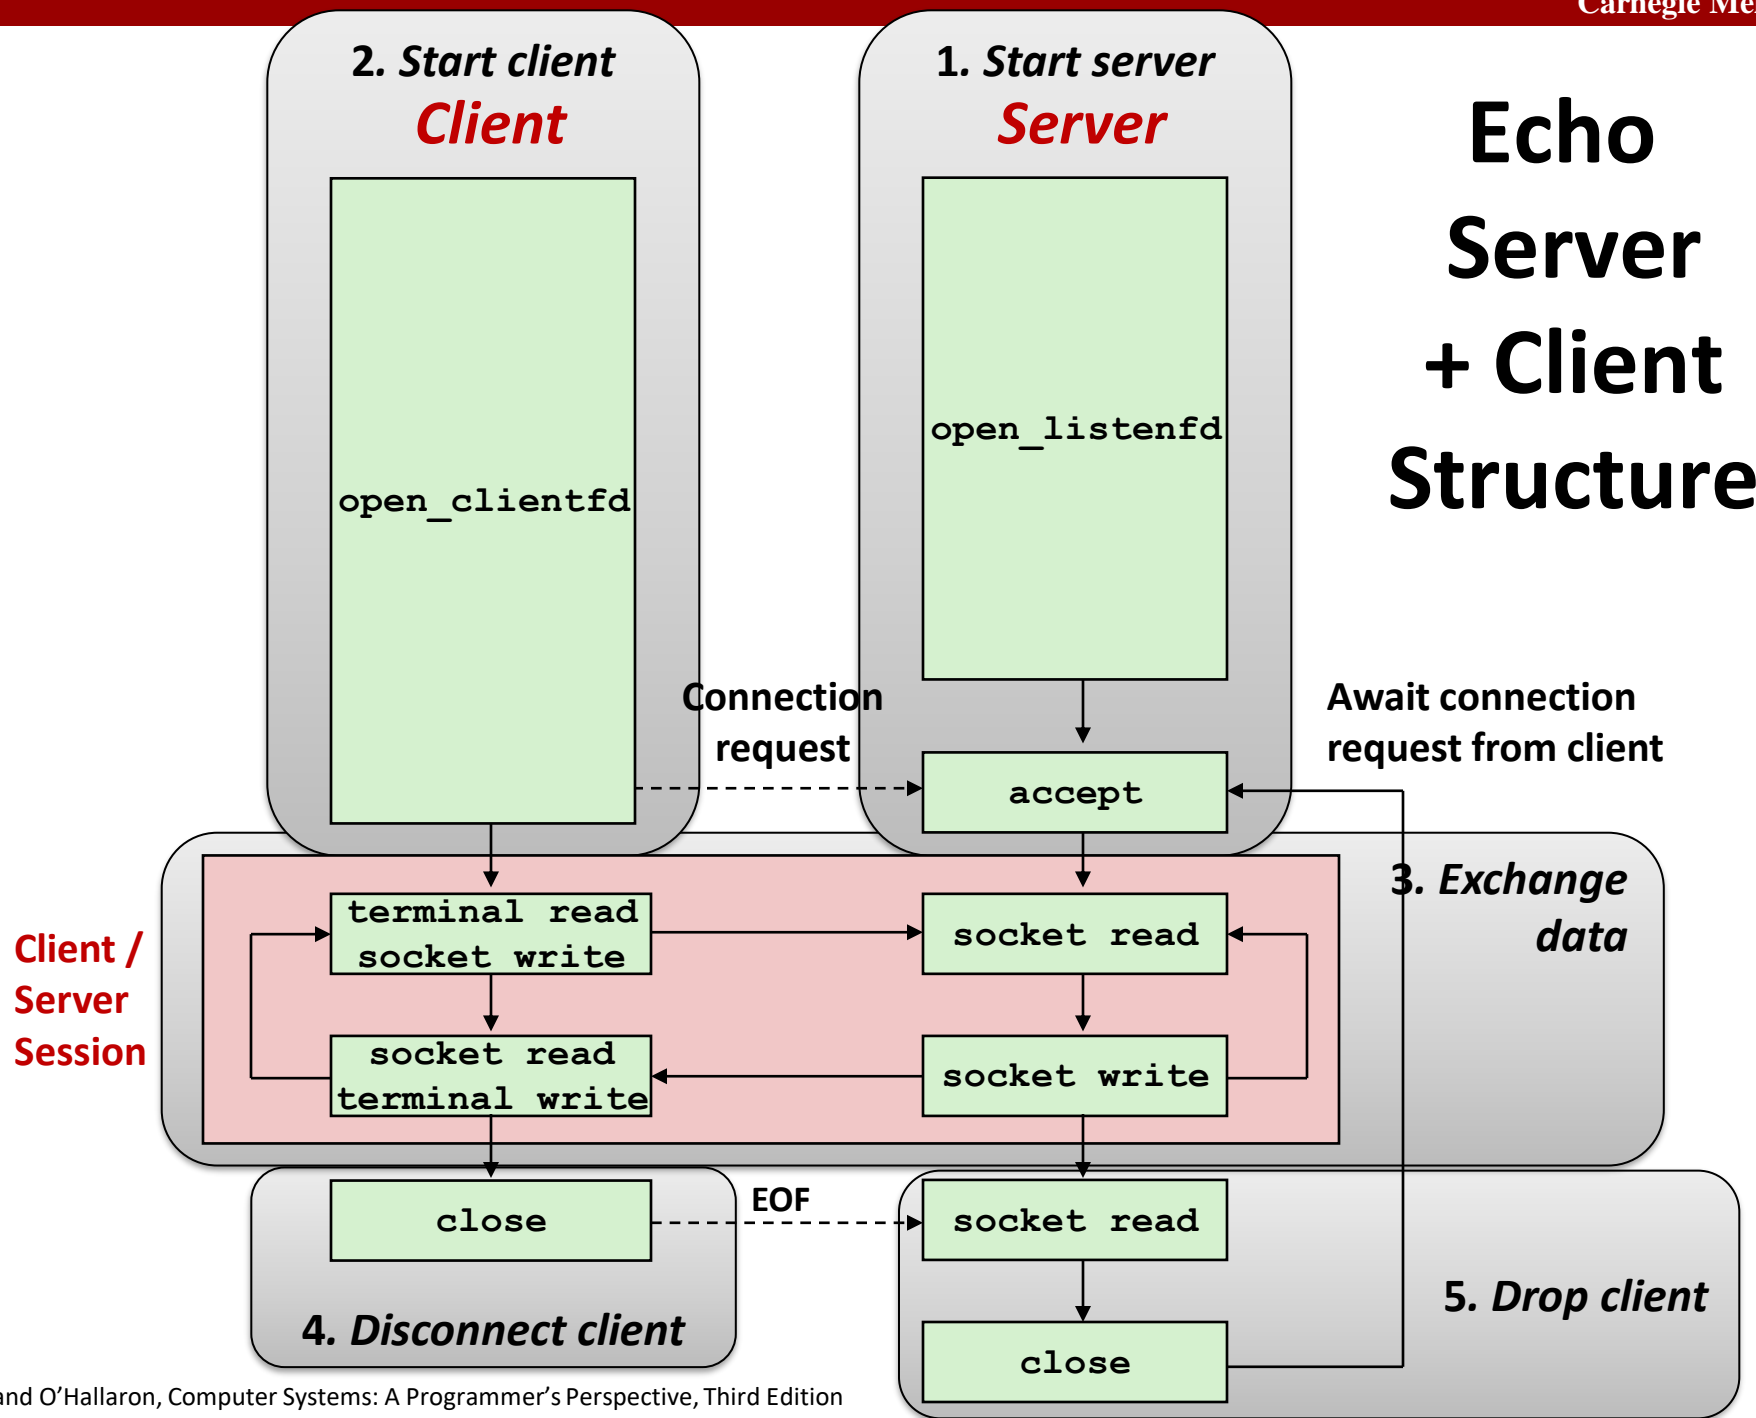 Carnegie Me
2. Start client
Client
1. Start server
Server
Echo
Server
+ Client
Structure
open_listenfd
open_clientfd
Connection
request
Await connection
request from client
accept
3. Exchange
data
Client /
Server
Session
terminal read
socket write
socket read
socket read
terminal write
socket write
close
EOF
socket read
4. Disconnect client
5. Drop client
close
and O’Hallaron, Computer Systems: A Programmer’s Perspective, Third Edition